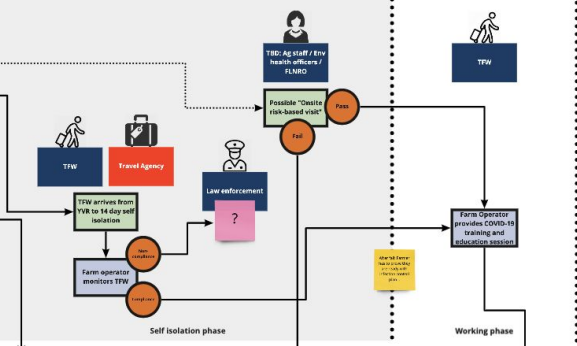 TBD: Ag staff / Env
health officers /
FLNRO
TFW
Possible "Onsite
risk-based visit"
Pass
Fail
TFW
Travel Agency
Law enforcement
?
TFW arrives from
YVR to 14 day self
isolation
Farm operator
monitors TFW
compliance
Compliance
Farm Operator
provides COVID-19
training and
education session
Self isolation phase
Working phase